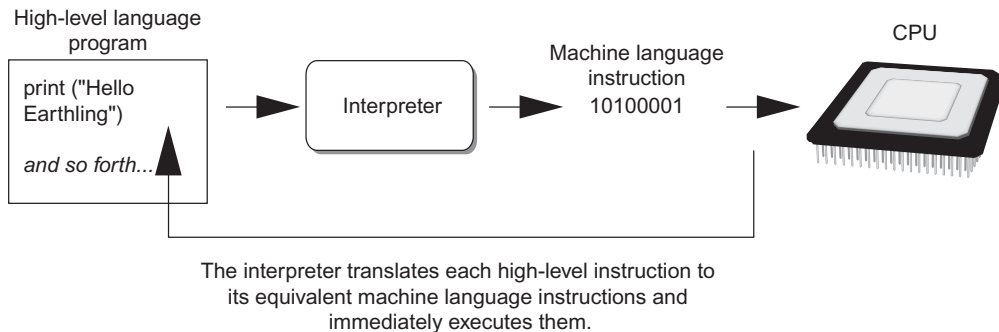 High-level language
program
print ("Hello
Earthling")
and so forth...
Interpreter
Machine language
instruction
10100001
CPU
The interpreter translates each high-level instruction to
its equivalent machine language instructions and
immediately executes them.